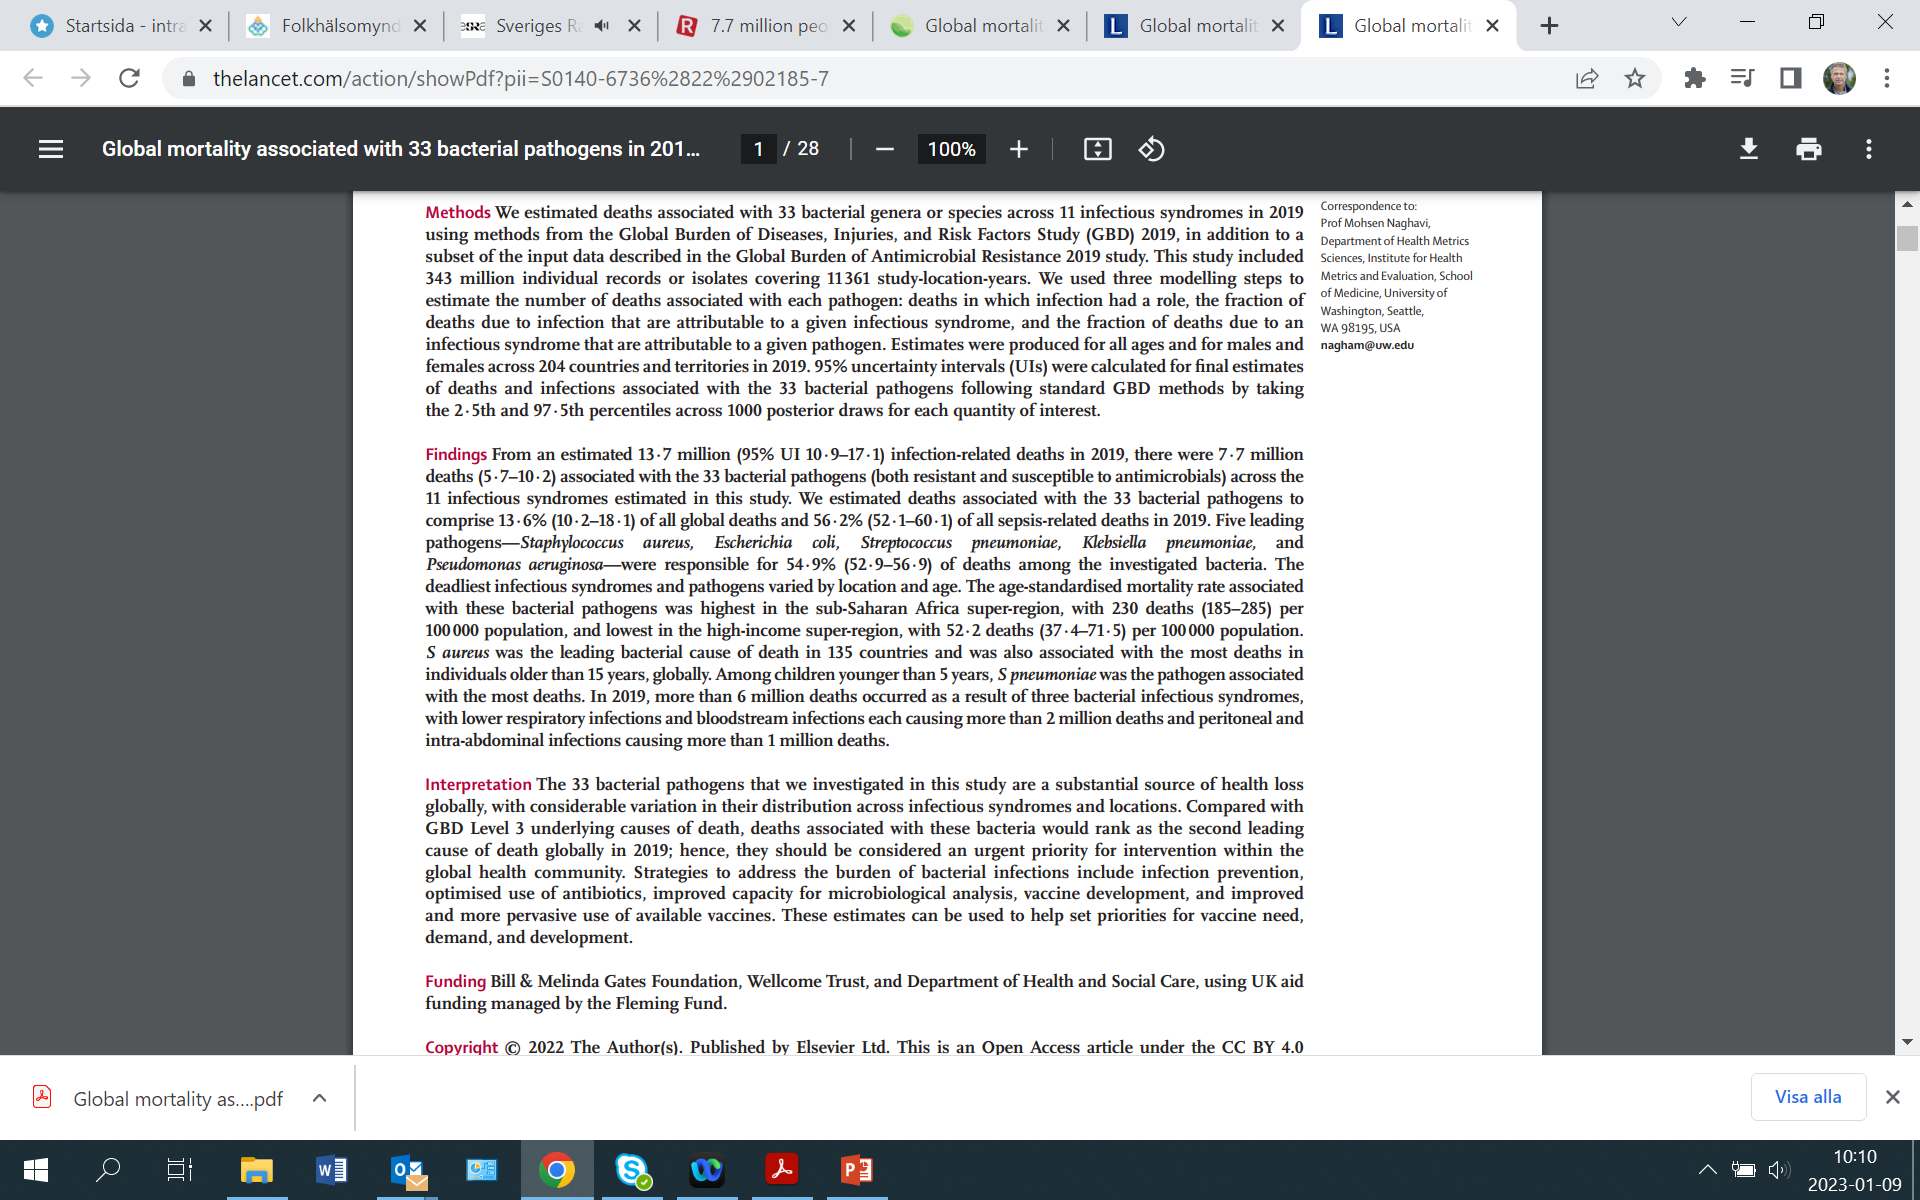 Startsida - intra
Folkhälsomynd
Sveriges Ra
7.7 million peo
Global mortalit
Global mortalit
Global mortalit
thelancet.com/action/showPdf?pii=S0140-6736%2822%2902185-7
Global mortality associated with 33 bacterial pathogens in 201...
1 / 28
100%
Methods We estimated deaths associated with 33 bacterial genera or species across 11 infectious syndromes in 2019
using methods from the Global Burden of Diseases, Injuries, and Risk Factors Study (GBD) 2019, in addition to a
subset of the input data described in the Global Burden of Antimicrobial Resistance 2019 study. This study included
343 million individual records or isolates covering 11 361 study-location-years. We used three modelling steps to
estimate the number of deaths associated with each pathogen: deaths in which infection had a role, the fraction of
deaths due to infection that are attributable to a given infectious syndrome, and the fraction of deaths due to an
infectious syndrome that are attributable to a given pathogen. Estimates were produced for all ages and for males and
females across 204 countries and territories in 2019. 95% uncertainty intervals (UIs) were calculated for final estimates
of deaths and infections associated with the 33 bacterial pathogens following standard GBD methods by taking
the 2·5th and 97·5th percentiles across 1000 posterior draws for each quantity of interest.
Findings From an estimated 13·7 million (95% UI 10·9–17·1) infection-related deaths in 2019, there were 7·7 million
deaths (5·7–10·2) associated with the 33 bacterial pathogens (both resistant and susceptible to antimicrobials) across the
11 infectious syndromes estimated in this study. We estimated deaths associated with the 33 bacterial pathogens to
comprise 13·6% (10·2–18·1) of all global deaths and 56·2% (52·1–60·1) of all sepsis-related deaths in 2019. Five leading
pathogens—Staphylococcus aureus, Escherichia coli, Streptococcus pneumoniae, Klebsiella pneumoniae, and
Pseudomonas aeruginosa—were responsible for 54·9% (52·9–56·9) of deaths among the investigated bacteria. The
deadliest infectious syndromes and pathogens varied by location and age. The age-standardised mortality rate associated
with these bacterial pathogens was highest in the sub-Saharan Africa super-region, with 230 deaths (185–285) per
100 000 population, and lowest in the high-income super-region, with 52·2 deaths (37·4–71·5) per 100 000 population.
S aureus was the leading bacterial cause of death in 135 countries and was also associated with the most deaths in
individuals older than 15 years, globally. Among children younger than 5 years, S pneumoniae was the pathogen associated
with the most deaths. In 2019, more than 6 million deaths occurred as a result of three bacterial infectious syndromes,
with lower respiratory infections and bloodstream infections each causing more than 2 million deaths and peritoneal and
intra-abdominal infections causing more than 1 million deaths.
Interpretation The 33 bacterial pathogens that we investigated in this study are a substantial source of health loss
globally, with considerable variation in their distribution across infectious syndromes and locations. Compared with
GBD Level 3 underlying causes of death, deaths associated with these bacteria would rank as the second leading
cause of death globally in 2019; hence, they should be considered an urgent priority for intervention within the
global health community. Strategies to address the burden of bacterial infections include infection prevention,
optimised use of antibiotics, improved capacity for microbiological analysis, vaccine development, and improved
and more pervasive use of available vaccines. These estimates can be used to help set priorities for vaccine need,
demand, and development.
Funding Bill & Melinda Gates Foundation, Wellcome Trust, and Department of Health and Social Care, using UK aid
funding managed by the Fleming Fund.
Copyright © 2022 The Author(s). Published by Elsevier Ltd. This is an Open Access article under the CC BY 4.0
Correspondence to:
Prof Mohsen Naghavi,
Department of Health Metrics
Sciences, Institute for Health
Metrics and Evaluation, School
of Medicine, University of
Washington, Seattle,
WA 98195, USA
nagham@uw.edu
Global mortality as....pdf
Visa alla
10:10
2023-01-09